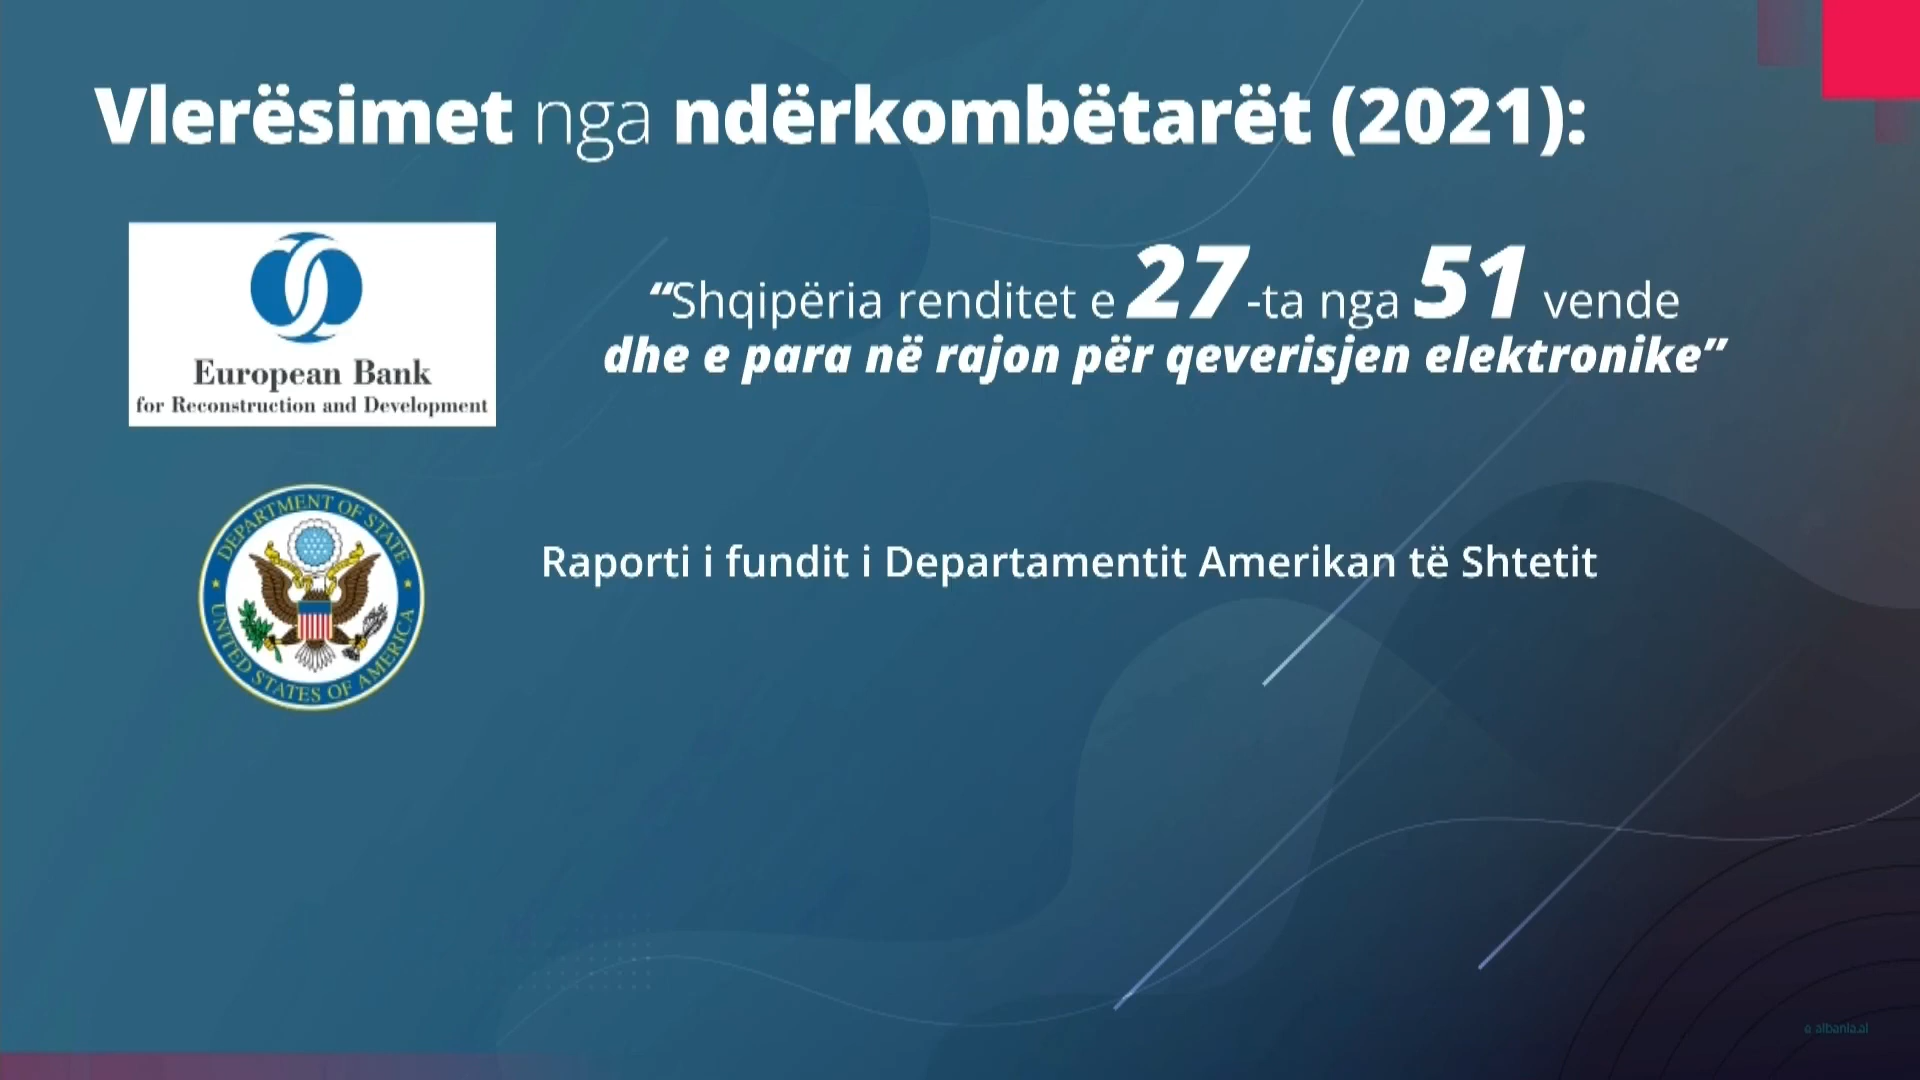 Vlerësimet nga ndërkombëtarët (2021):
European Bank
for Reconstruction and Development
“Shqipëria renditet e 27-ta nga 51 vende
dhe e para në rajon për qeverisjen elektronike”
DEPARTMENT OF STATE
UNITED STATES OF AMERICA
Raporti i fundit i Departamentit Amerikan të Shtetit
e albania.al